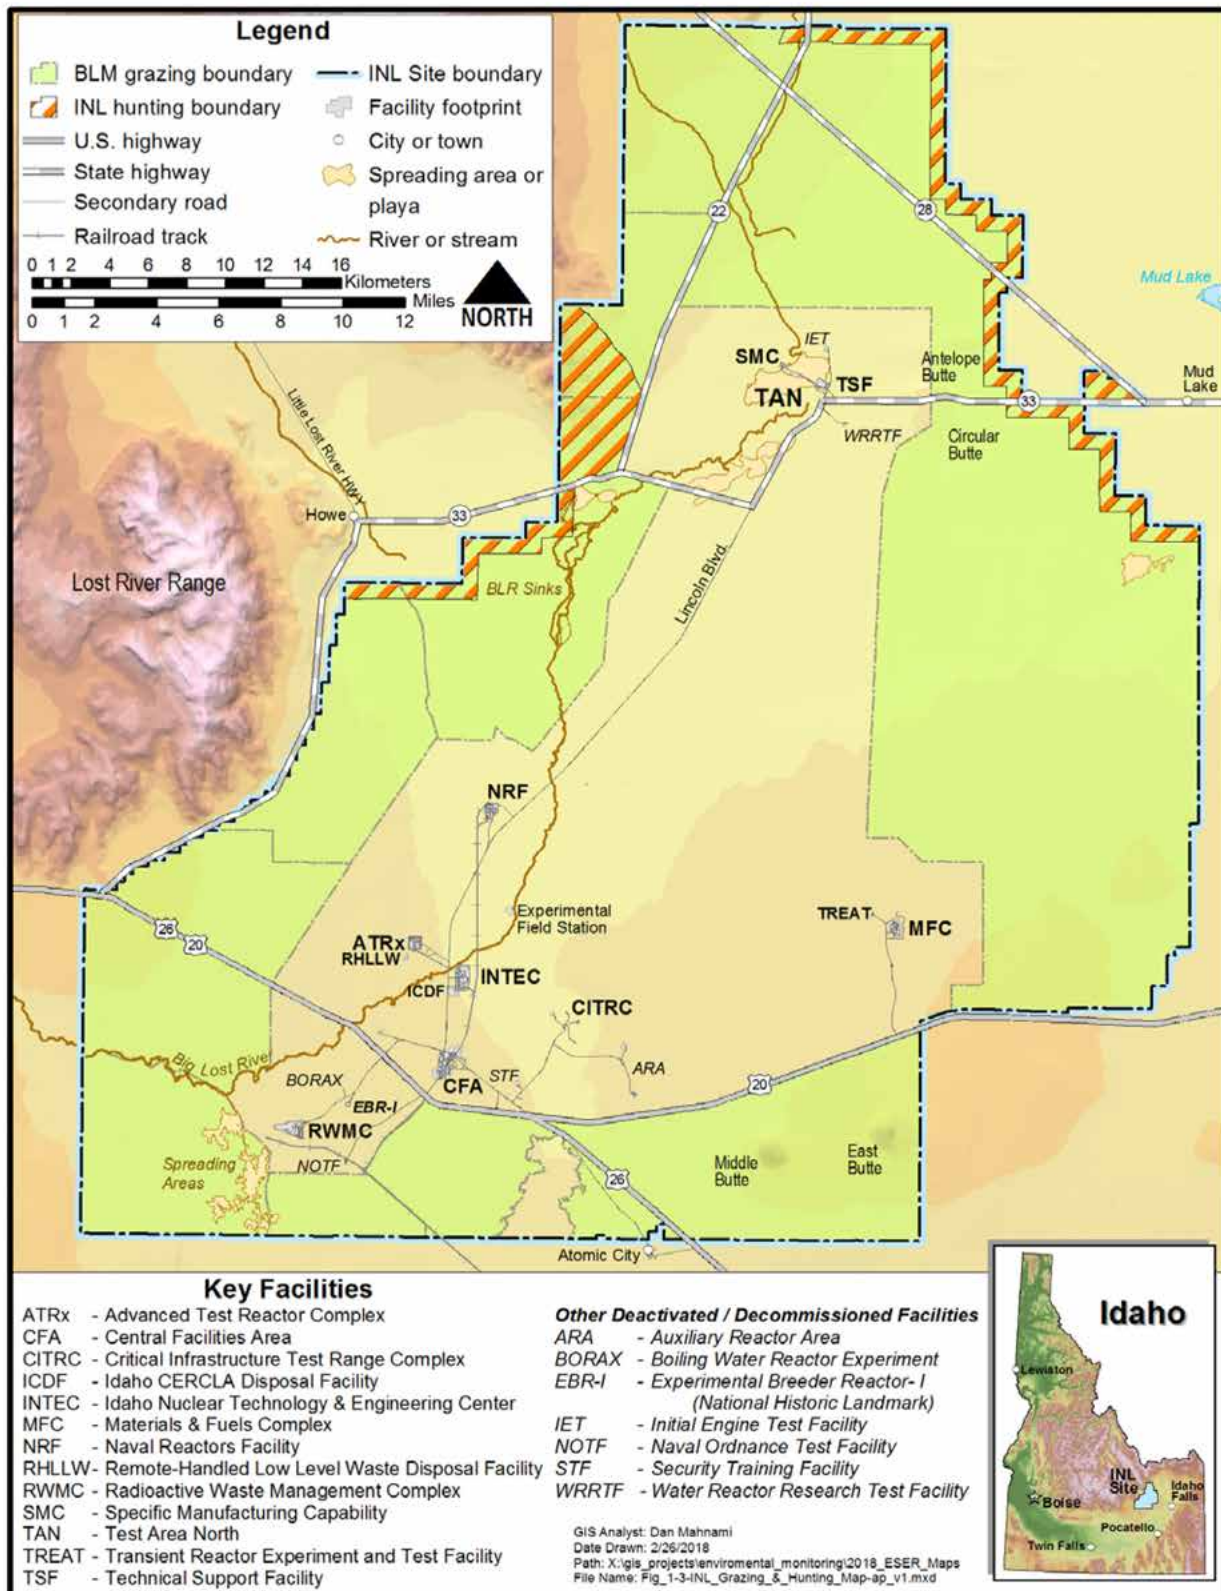 Legend
BLM grazing boundary
INL Site boundary
INL hunting boundary
Facility footprint
U.S. highway
City or town
State highway
Spreading area or
playa
Secondary road
Railroad track
River or stream
0 1 2 4 6 8 10 12 14 16
Kilometers
Miles
0 1 2 4 6 8 10 12
NORTH
22
28
Mud Lake
IET
SMC
TSF
TAN
Antelope
Butte
Mud
Lake
33
WRRTF
Circular
Butte
Little Lost River HWY
Howe
33
Lost River Range
BLR Sinks
Lincoln Blvd.
NRF
Experimental
Field Station
TREAT
MFC
26
20
ATRx
RHLLW
INTEC
ICDF
CITRC
Big Lost River
BORAX
CFA
STF
ARA
20
EBR-I
RWMC
NOTF
Spreading
Areas
Middle
Butte
East
Butte
26
Atomic City
Key Facilities
ATRx - Advanced Test Reactor Complex
CFA - Central Facilities Area
CITRC - Critical Infrastructure Test Range Complex
ICDF - Idaho CERCLA Disposal Facility
INTEC - Idaho Nuclear Technology & Engineering Center
MFC - Materials & Fuels Complex
NRF - Naval Reactors Facility
RHLLW - Remote-Handled Low Level Waste Disposal Facility
RWMC - Radioactive Waste Management Complex
SMC - Specific Manufacturing Capability
TAN - Test Area North
TREAT - Transient Reactor Experiment and Test Facility
TSF - Technical Support Facility
Other Deactivated / Decommissioned Facilities
ARA - Auxiliary Reactor Area
BORAX - Boiling Water Reactor Experiment
EBR-I - Experimental Breeder Reactor- I
(National Historic Landmark)
IET - Initial Engine Test Facility
NOTF - Naval Ordnance Test Facility
STF - Security Training Facility
WRRTF - Water Reactor Research Test Facility
GIS Analyst: Dan Mahnami
Date Drawn: 2/26/2018
Path: X:\gis_projects\enviromental_monitoring\2018_ESER_Maps
File Name: Fig_1-3-INL_Grazing_&_Hunting_Map-ap_v1.mxd
Idaho
Lewiston
INL
Site
Idaho
Falls
Boise
Pocatello
Twin Falls